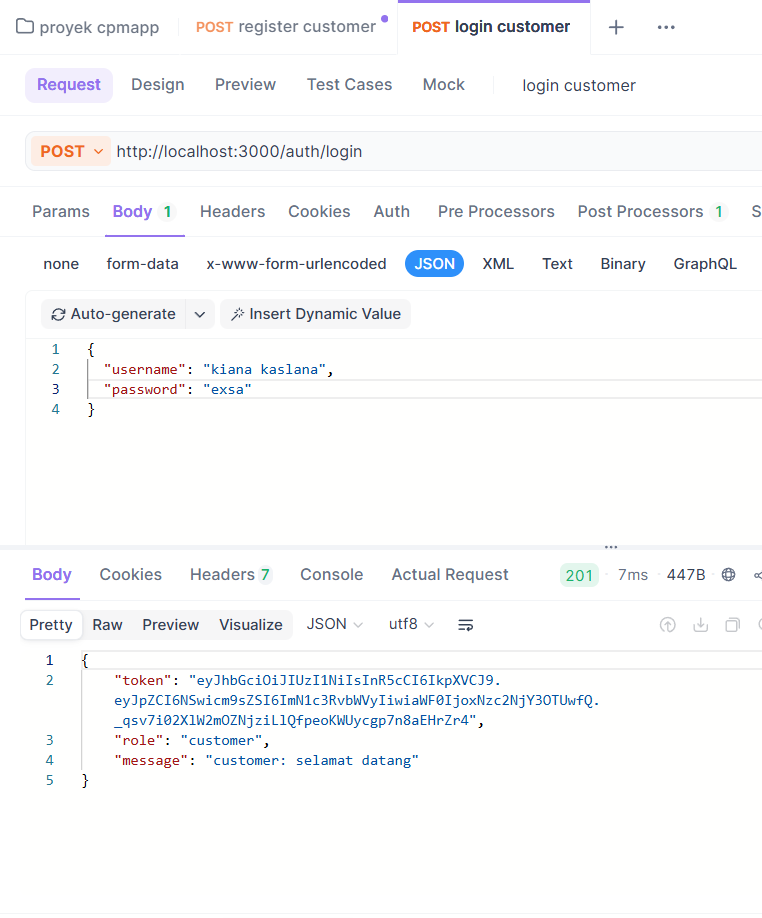 proyek cpmapp
POST register customer
POST login customer
Request Design Preview Test Cases Mock login customer
POST http://localhost:3000/auth/login
Params Body 1 Headers Cookies Auth Pre Processors Post Processors 1 S
none form-data x-www-form-urlencoded JSON XML Text Binary GraphQL
Auto-generate Insert Dynamic Value
1 {
2 "username": "kiana kaslana",
3 "password": "exsa"
4 }
Body Cookies Headers 7 Console Actual Request 201 7ms 447B
Pretty Raw Preview Visualize JSON utf8
1 {
2 "token": "eyJhbGciOiJIUzI1NiIsInR5cCI6IkpXVCJ9.
eyJpZCI6NSwicm9sZSI6ImN1c3RvbWVyIiwiaWF0IjoxNzc2NjY3OTUwfQ.
_qsv7i02XlW2mOZNjziLlQfpeoKWUycgp7n8aEHrZr4",
3 "role": "customer",
4 "message": "customer: selamat datang"
5 }